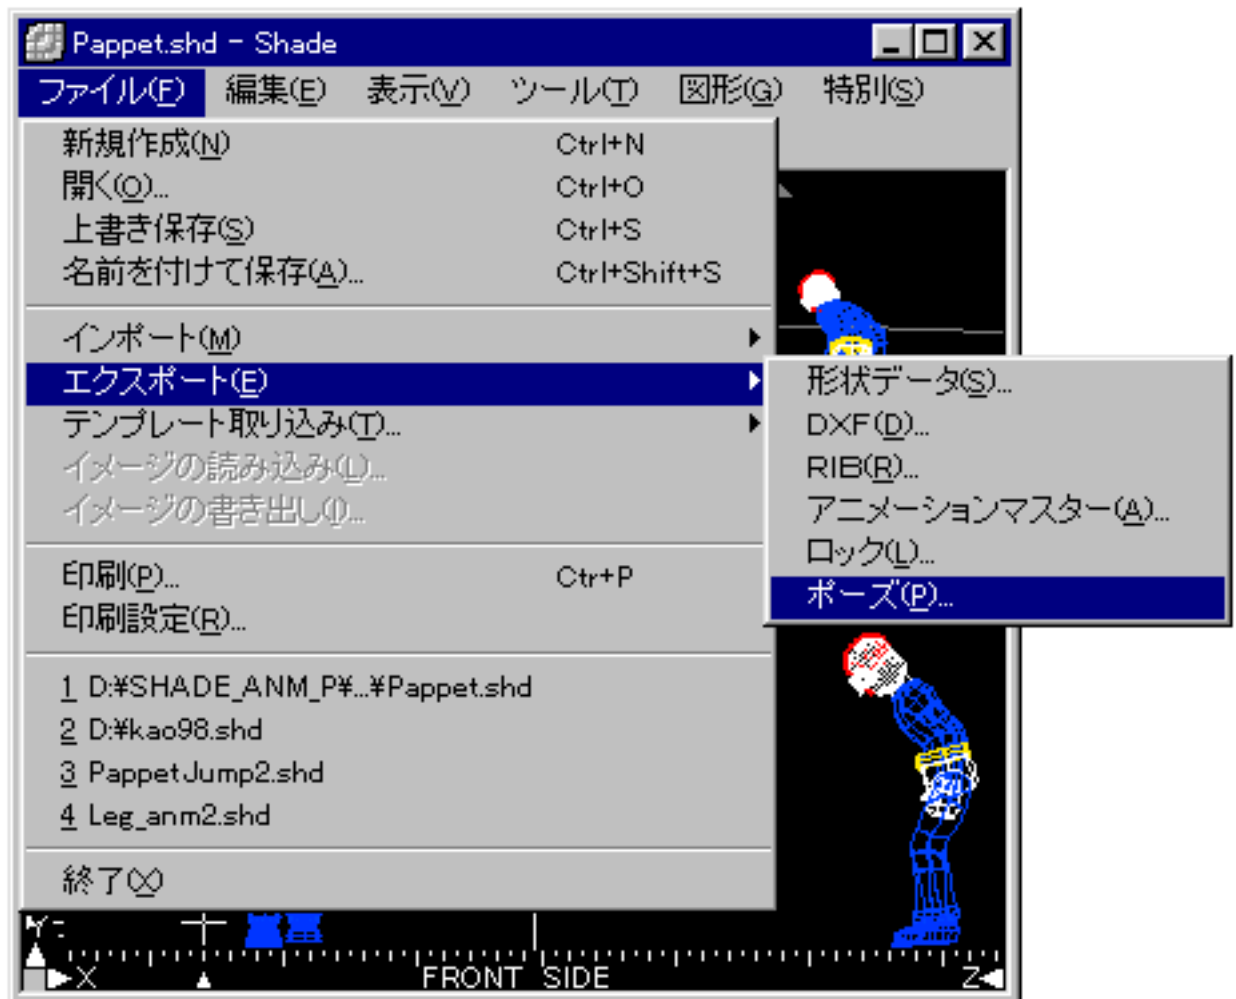 Pappet.shd - Shade
ファイル(F) 編集(E) 表示(V) ツール(T) 図形(G) 特別(S)
新規作成(N) Ctrl+N
開く(O)... Ctrl+O
上書き保存(S) Ctrl+S
名前を付けて保存(A)... Ctrl+Shift+S
インポート(M)
エクスポート(E)
テンプレート取り込み(T)...
イメージの読み込み(L)...
イメージの書き出し(I)...
印刷(P)... Ctr+P
印刷設定(R)...
1 D:¥SHADE_ANM_P¥...¥Pappet.shd
2 D:¥kao98.shd
3 PappetJump2.shd
4 Leg_anm2.shd
終了(X)
形状データ(S)...
DXF(D)...
RIB(R)...
アニメーションマスター(A)...
ロック(L)...
ポーズ(P)...
Y
X FRONT SIDE Z